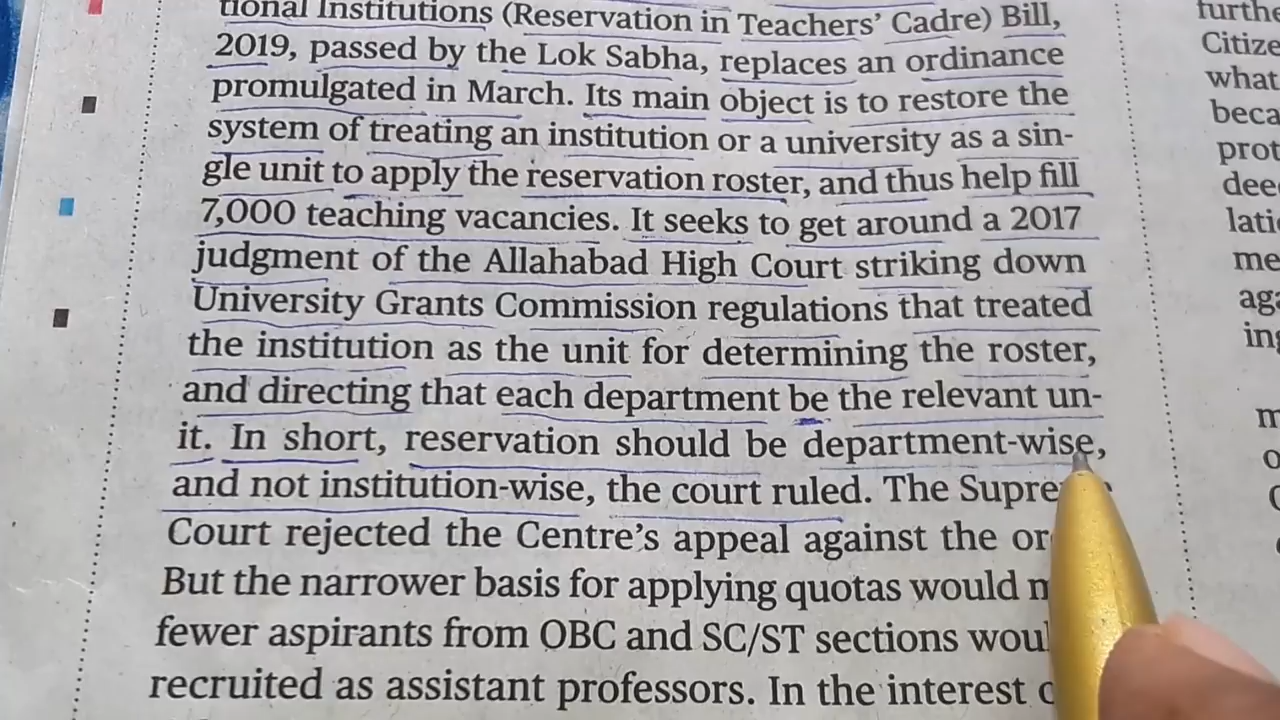 tional Institutions (Reservation in Teachers’ Cadre) Bill,
2019, passed by the Lok Sabha, replaces an ordinance
promulgated in March. Its main object is to restore the
system of treating an institution or a university as a sin-
gle unit to apply the reservation roster, and thus help fill
7,000 teaching vacancies. It seeks to get around a 2017
judgment of the Allahabad High Court striking down
University Grants Commission regulations that treated
the institution as the unit for determining the roster,
and directing that each department be the relevant un-
it. In short, reservation should be department-wise,
and not institution-wise, the court ruled. The
Court rejected the Centre’s appeal against the
But the narrower basis for applying quotas would
fewer aspirants from OBC and SC/ST sections
recruited as assistant professors. In the interest
what